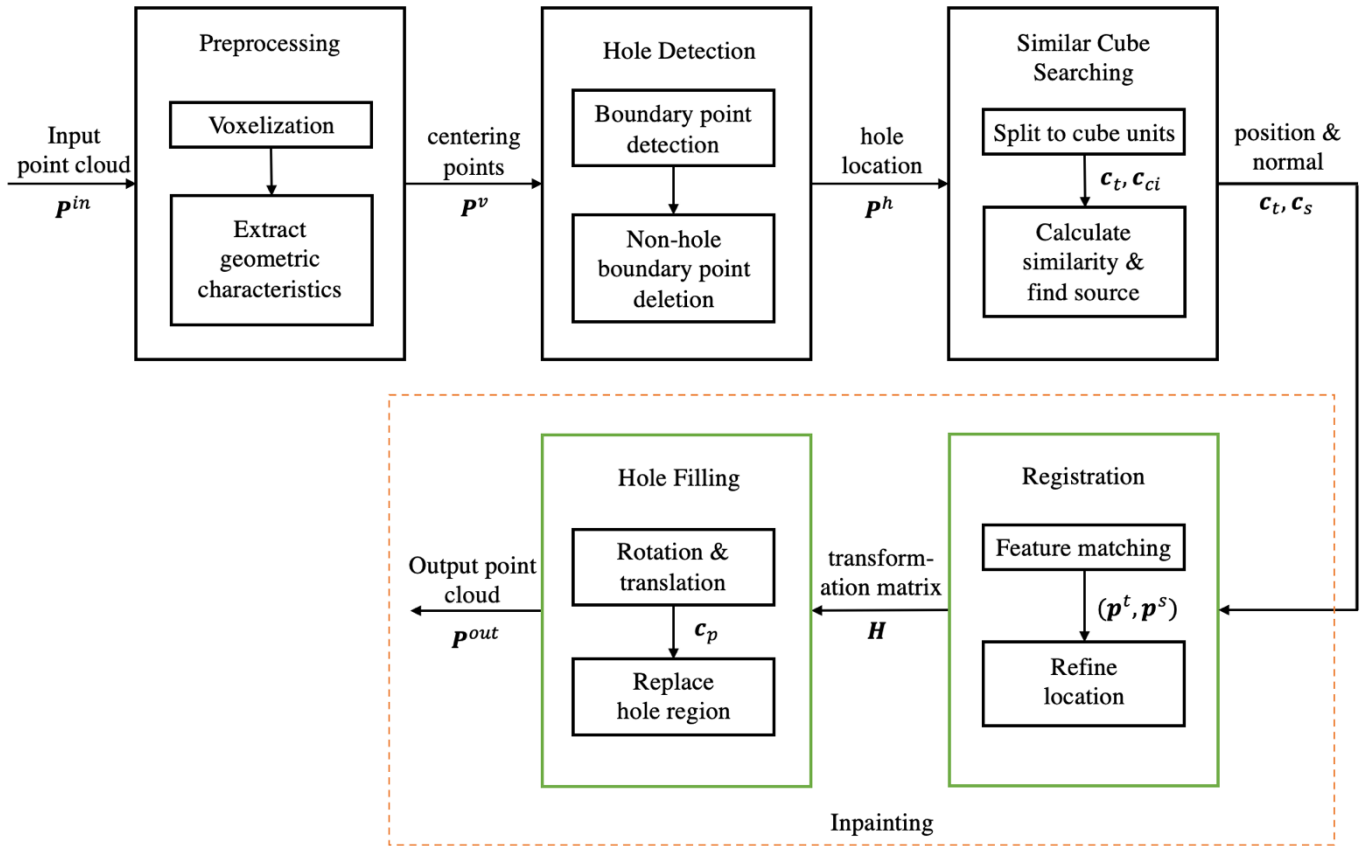 Preprocessing
Voxelization
Extract
geometric
characteristics
Input
point cloud
P^{in}
centering
points
P^{v}
Hole Detection
Boundary point
detection
Non-hole
boundary point
deletion
hole
location
P^{h}
Similar Cube
Searching
Split to cube units
c_t, c_{ci}
Calculate
similarity &
find source
position &
normal
c_t, c_s
Registration
Feature matching
(p^t, p^s)
Refine
location
transform-
ation matrix
H
Hole Filling
Rotation &
translation
c_p
Replace
hole region
Output point
cloud
P^{out}
Inpainting